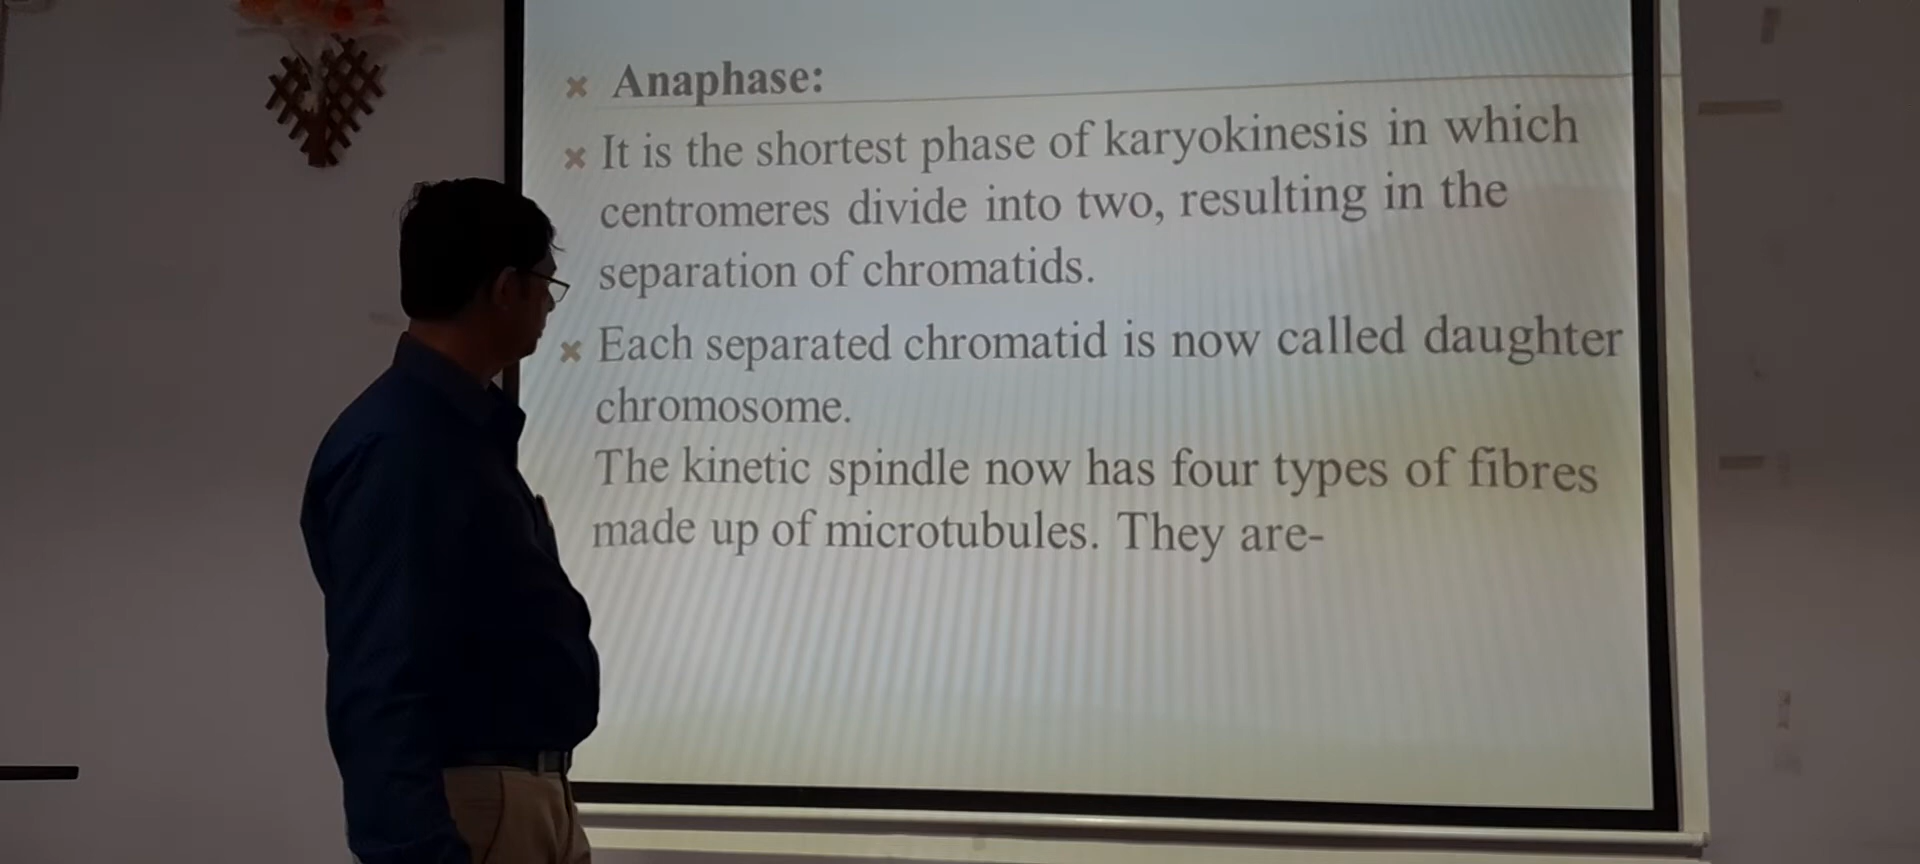 Anaphase:
It is the shortest phase of karyokinesis in which
centromeres divide into two, resulting in the
separation of chromatids.
Each separated chromatid is now called daughter
chromosome.
The kinetic spindle now has four types of fibres
made up of microtubules. They are-